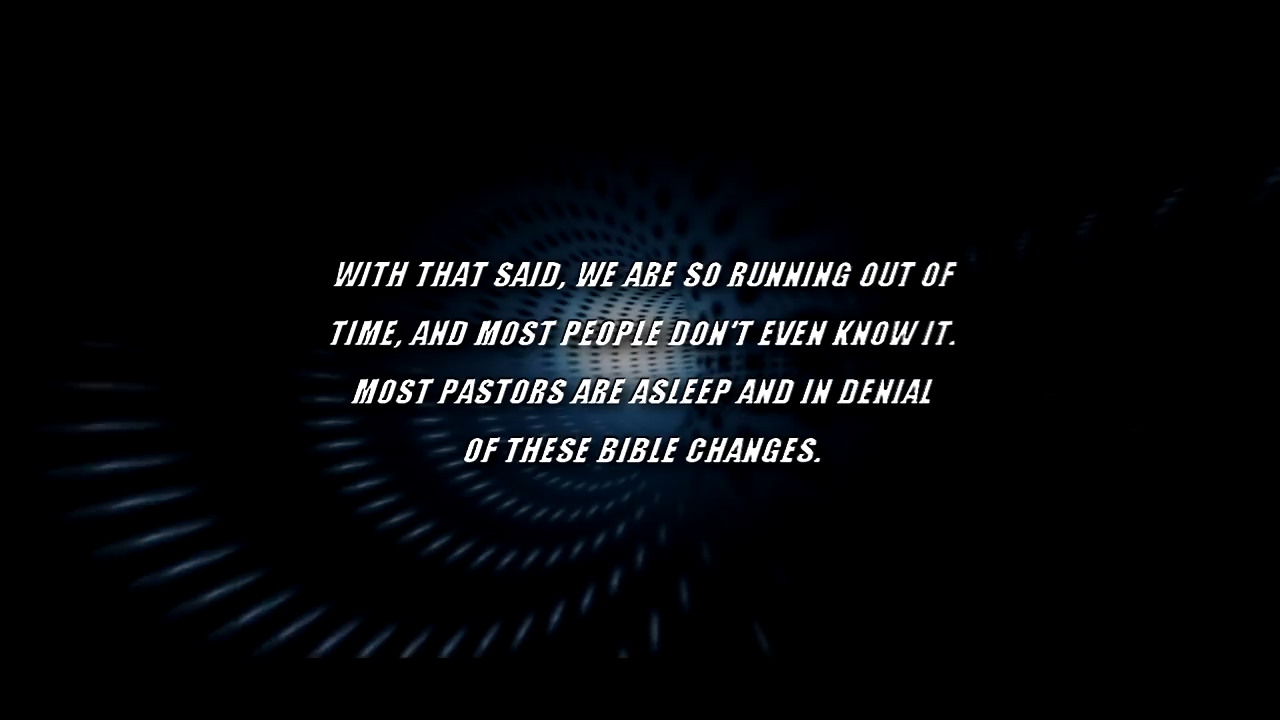 WITH THAT SAID, WE ARE SO RUNNING OUT OF
TIME, AND MOST PEOPLE DON'T EVEN KNOW IT.
MOST PASTORS ARE ASLEEP AND IN DENIAL
OF THESE BIBLE CHANGES.